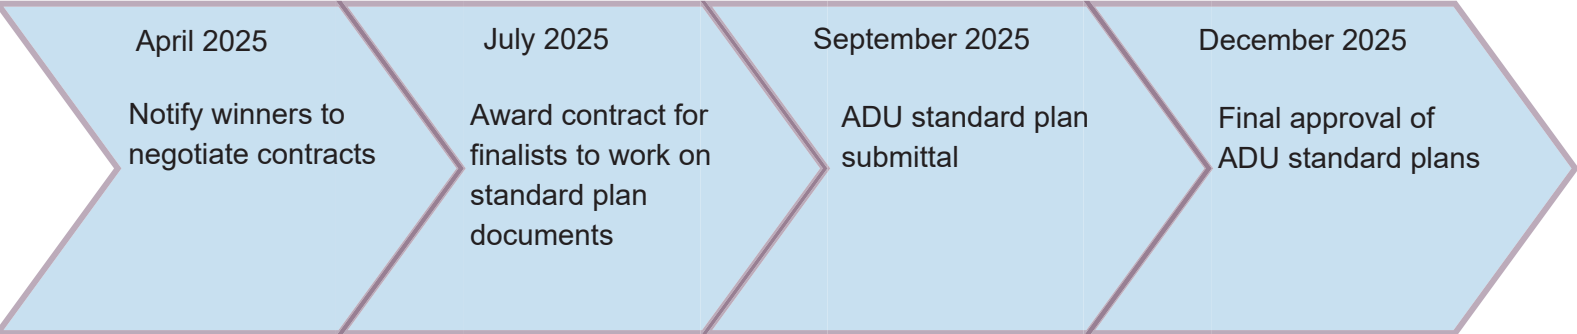 April 2025
Notify winners to
negotiate contracts
July 2025
Award contract for
finalists to work on
standard plan
documents
September 2025
ADU standard plan
submittal
December 2025
Final approval of
ADU standard plans